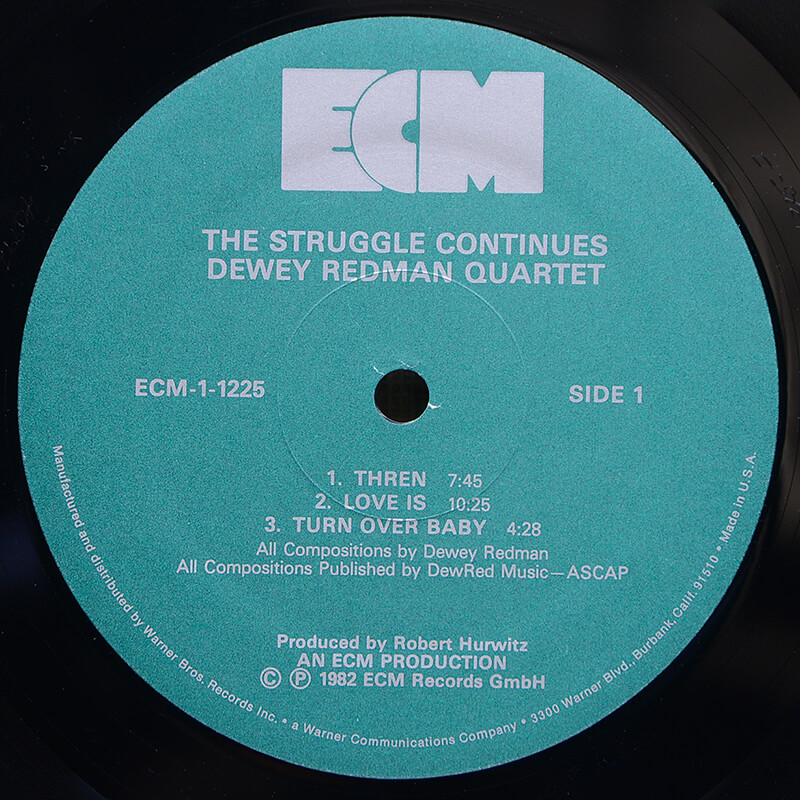 ECM
THE STRUGGLE CONTINUES
DEWEY REDMAN QUARTET
ECM-1-1225
SIDE 1
1. THREN 7:45
2. LOVE IS 10:25
3. TURN OVER BABY 4:28
All Compositions by Dewey Redman
All Compositions Published by DewRed Music—ASCAP
Produced by Robert Hurwitz
AN ECM PRODUCTION
© ℗ 1982 ECM Records GmbH
Manufactured and distributed by Warner Bros. Records Inc. • a Warner Communications Company • 3300 Warner Blvd., Burbank, Calif. 91510 • Made in U.S.A.